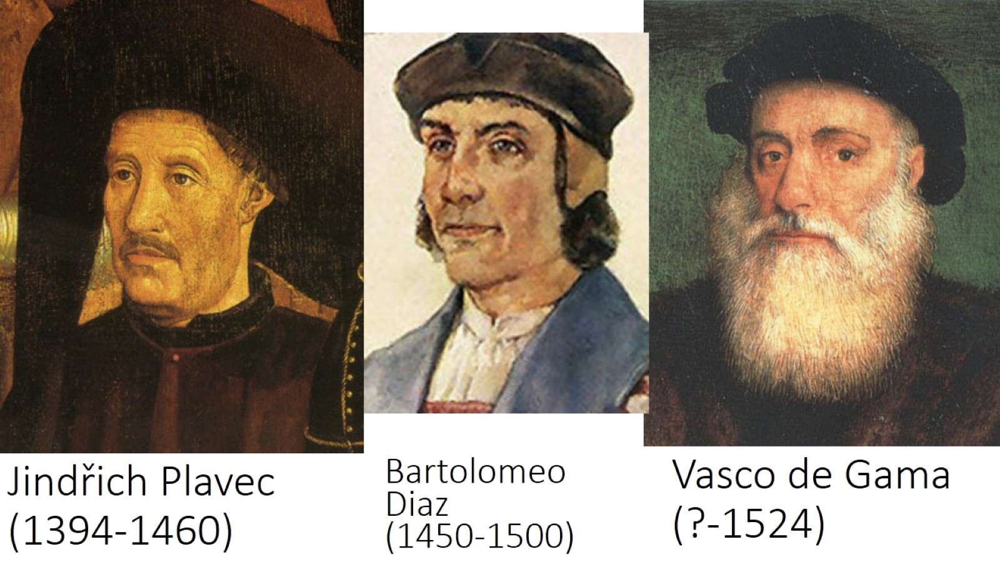 Jindřich Plavec
(1394-1460)
Bartolomeo
Diaz
(1450-1500)
Vasco de Gama
(?-1524)